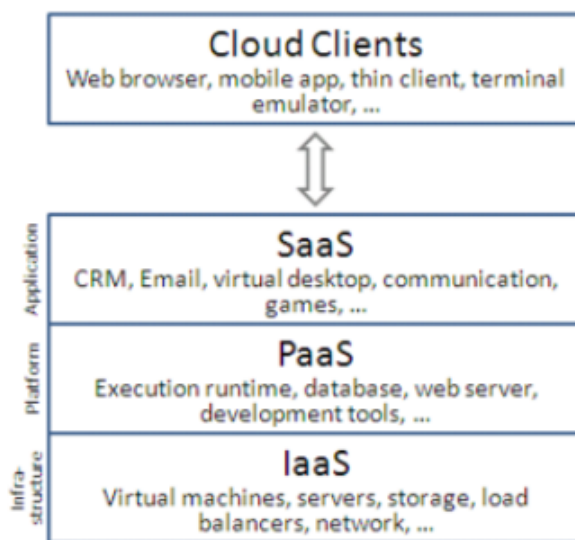 Cloud Clients
Web browser, mobile app, thin client, terminal
emulator, ...
Application
SaaS
CRM, Email, virtual desktop, communication,
games, ...
Platform
PaaS
Execution runtime, database, web server,
development tools, ...
Infra-
structure
IaaS
Virtual machines, servers, storage, load
balancers, network, ...